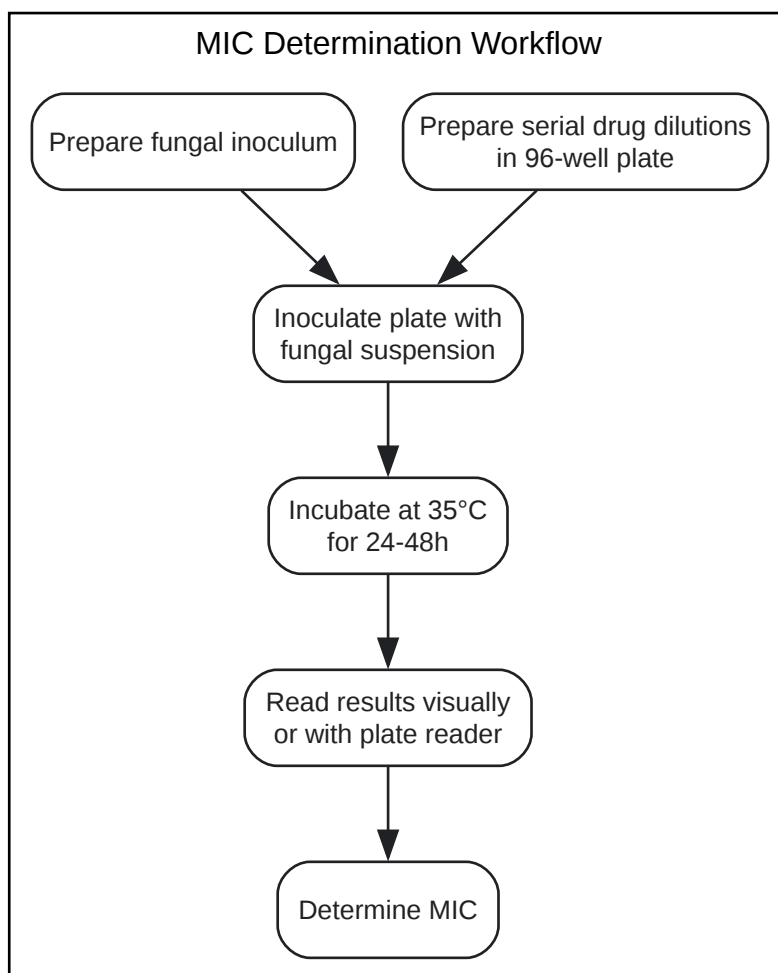 MIC Determination Workflow
Prepare fungal inoculum
Prepare serial drug dilutions
in 96-well plate
Inoculate plate with
fungal suspension
Incubate at 35°C
for 24-48h
Read results visually
or with plate reader
Determine MIC